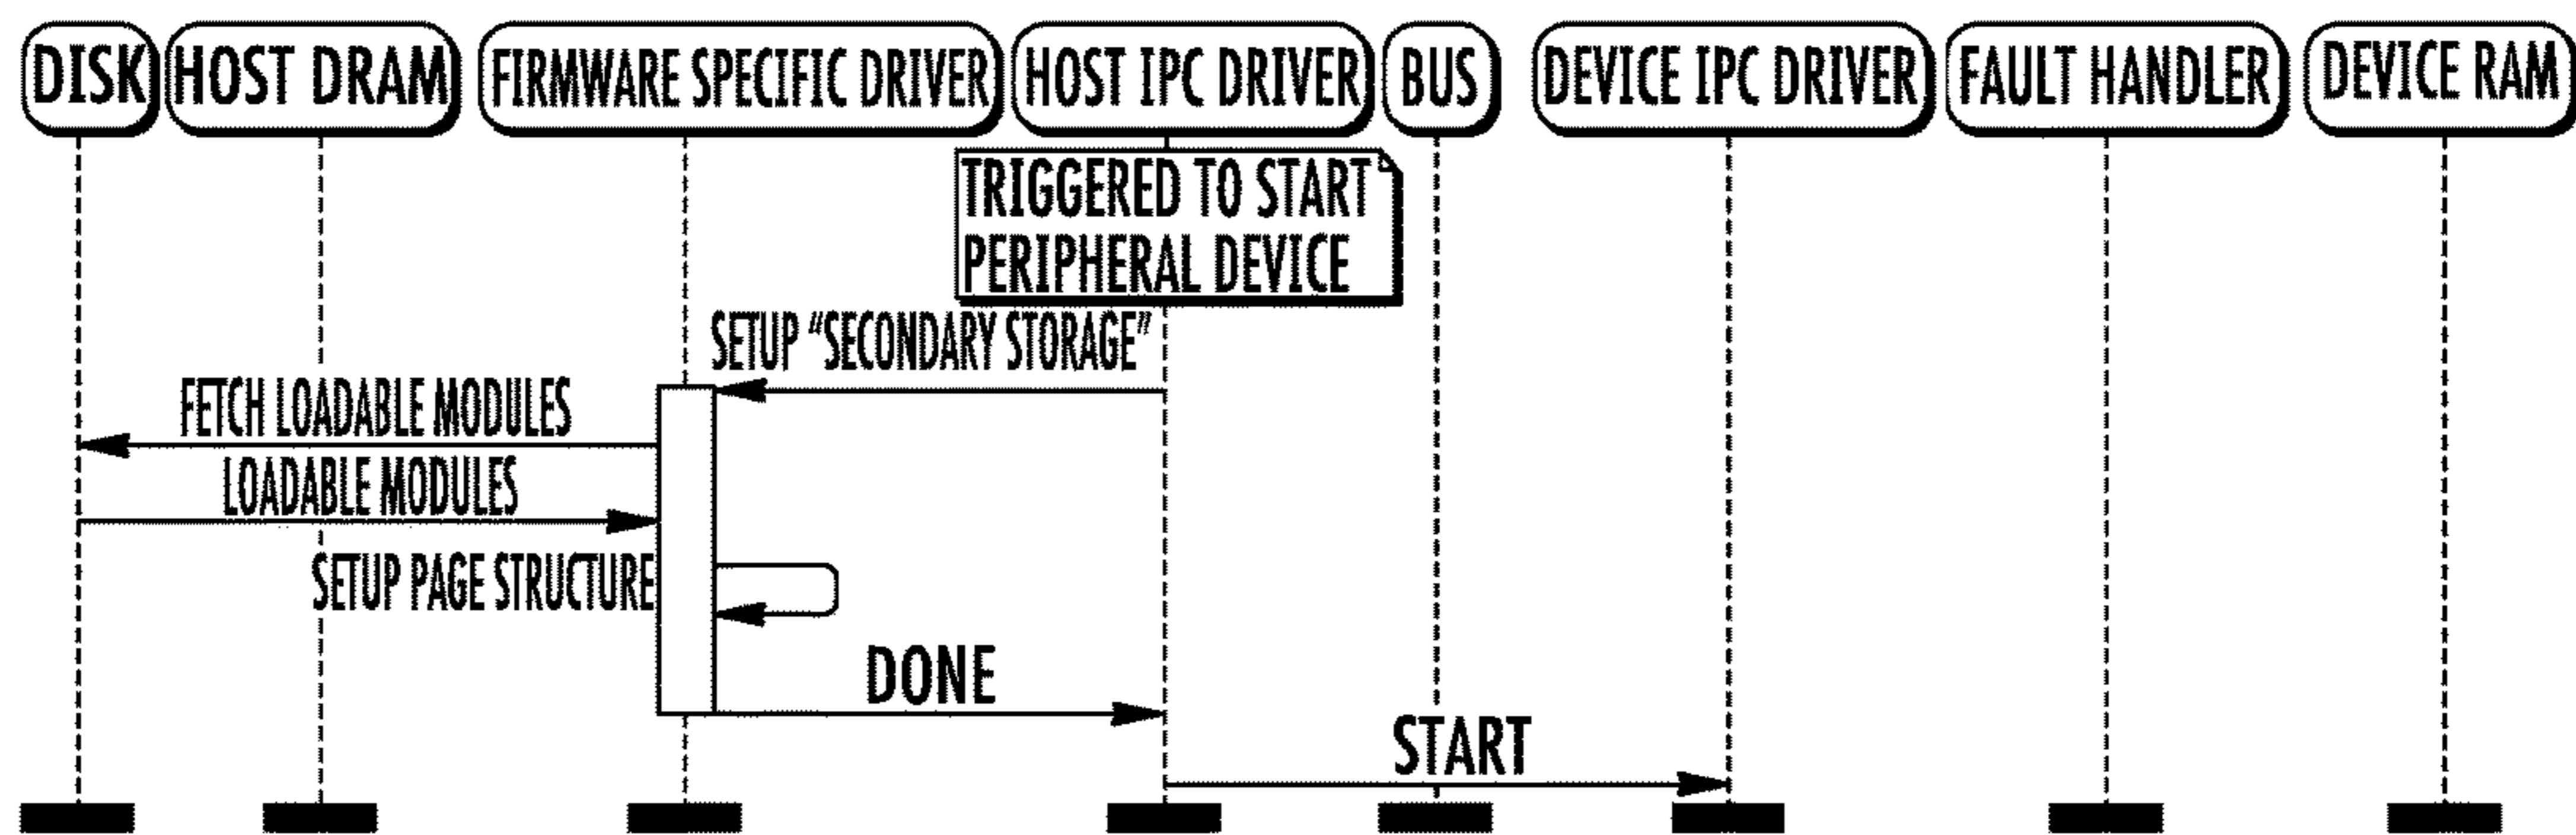 DISK
HOST DRAM
FIRMWARE SPECIFIC DRIVER
HOST IPC DRIVER
BUS
DEVICE IPC DRIVER
FAULT HANDLER
DEVICE RAM
TRIGGERED TO START
PERIPHERAL DEVICE
SETUP “SECONDARY STORAGE”
FETCH LOADABLE MODULES
LOADABLE MODULES
SETUP PAGE STRUCTURE
DONE
START